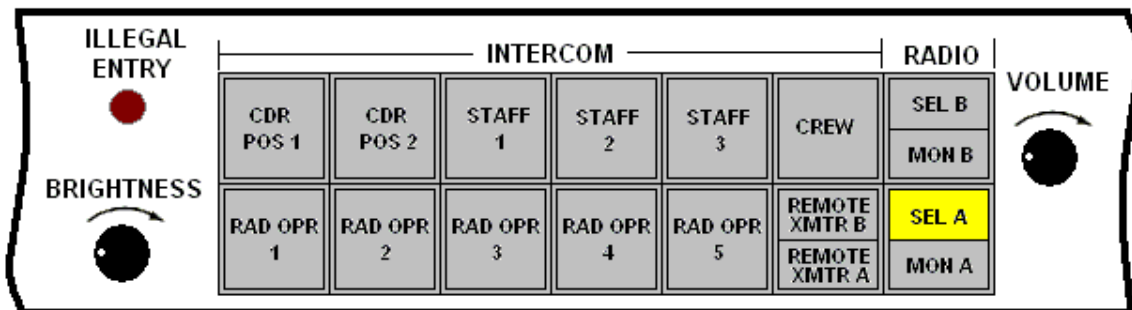 ILLEGAL
ENTRY
INTERCOM
RADIO
VOLUME
CDR
POS 1
CDR
POS 2
STAFF
1
STAFF
2
STAFF
3
CREW
SEL B
MON B
BRIGHTNESS
RAD OPR
1
RAD OPR
2
RAD OPR
3
RAD OPR
4
RAD OPR
5
REMOTE
XMTR B
REMOTE
XMTR A
SEL A
MON A